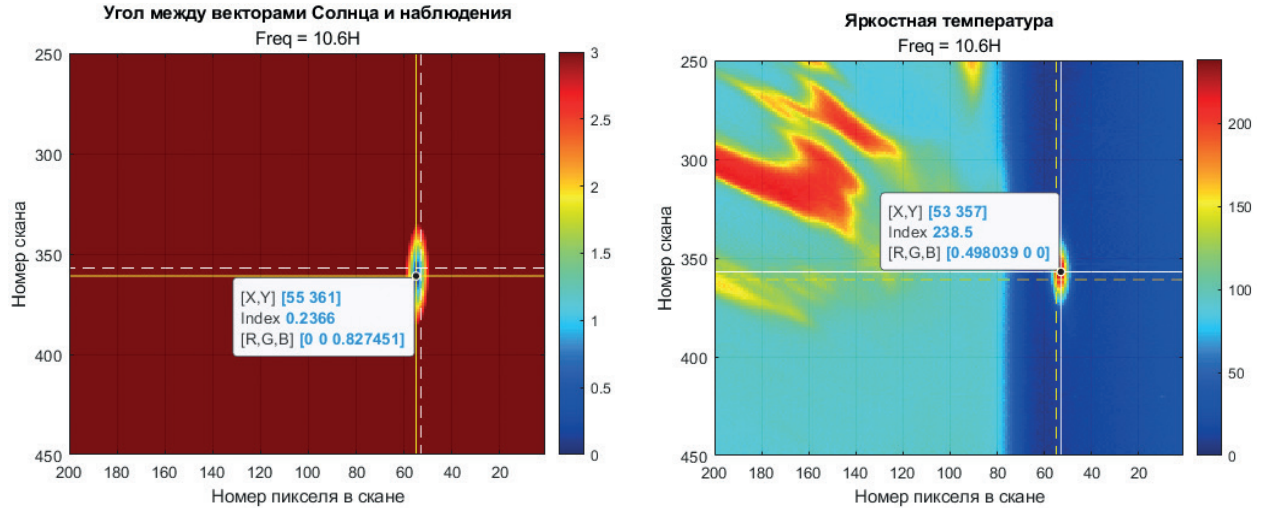 Угол между векторами Солнца и наблюдения
Freq = 10.6H
250
300
350
400
450
200 180 160 140 120 100 80 60 40 20
Номер скана
Номер пикселя в скане
[X,Y] [55 361]
Index 0.2366
[R,G,B] [0 0 0.827451]
3
2.5
2
1.5
1
0.5
0
Яркостная температура
Freq = 10.6H
250
300
350
400
450
200 180 160 140 120 100 80 60 40 20
Номер скана
Номер пикселя в скане
[X,Y] [53 357]
Index 238.5
[R,G,B] [0.498039 0 0]
200
150
100
50
0